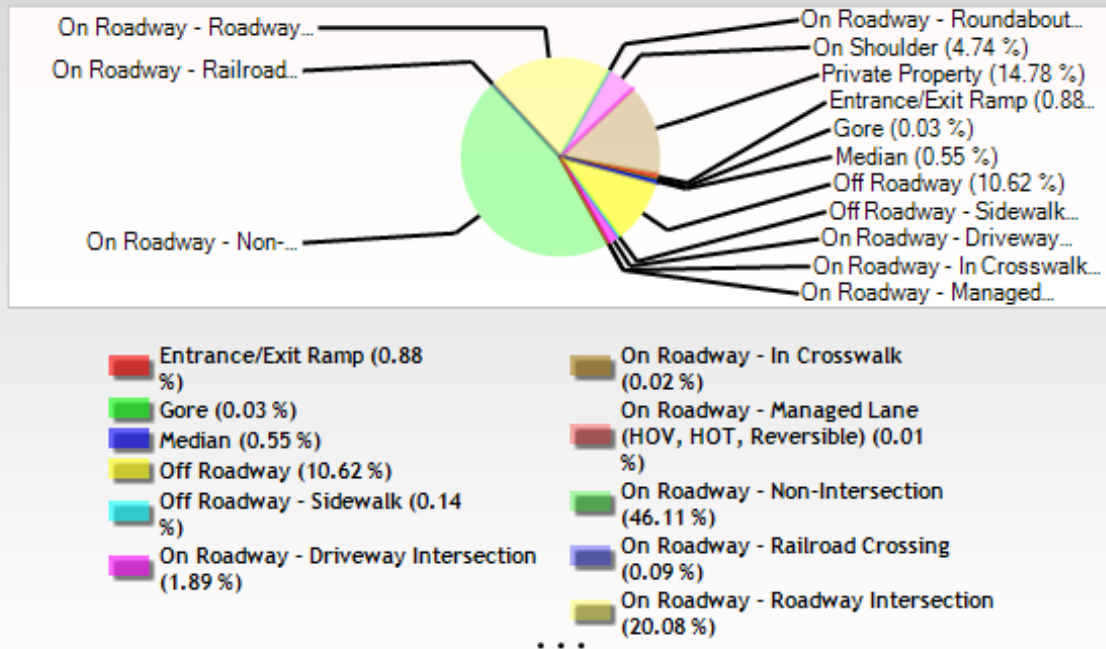 On Roadway - Roadway...
On Roadway - Railroad...
On Roadway - Non-...
On Roadway - Roundabout...
On Shoulder (4.74 %)
Private Property (14.78 %)
Entrance/Exit Ramp (0.88...
Gore (0.03 %)
Median (0.55 %)
Off Roadway (10.62 %)
Off Roadway - Sidewalk...
On Roadway - Driveway...
On Roadway - In Crosswalk...
On Roadway - Managed...
Entrance/Exit Ramp (0.88
%)
Gore (0.03 %)
Median (0.55 %)
Off Roadway (10.62 %)
Off Roadway - Sidewalk (0.14
%)
On Roadway - Driveway Intersection
(1.89 %)
On Roadway - In Crosswalk
(0.02 %)
On Roadway - Managed Lane
(HOV, HOT, Reversible) (0.01
%)
On Roadway - Non-Intersection
(46.11 %)
On Roadway - Railroad Crossing
(0.09 %)
On Roadway - Roadway Intersection
(20.08 %)
...